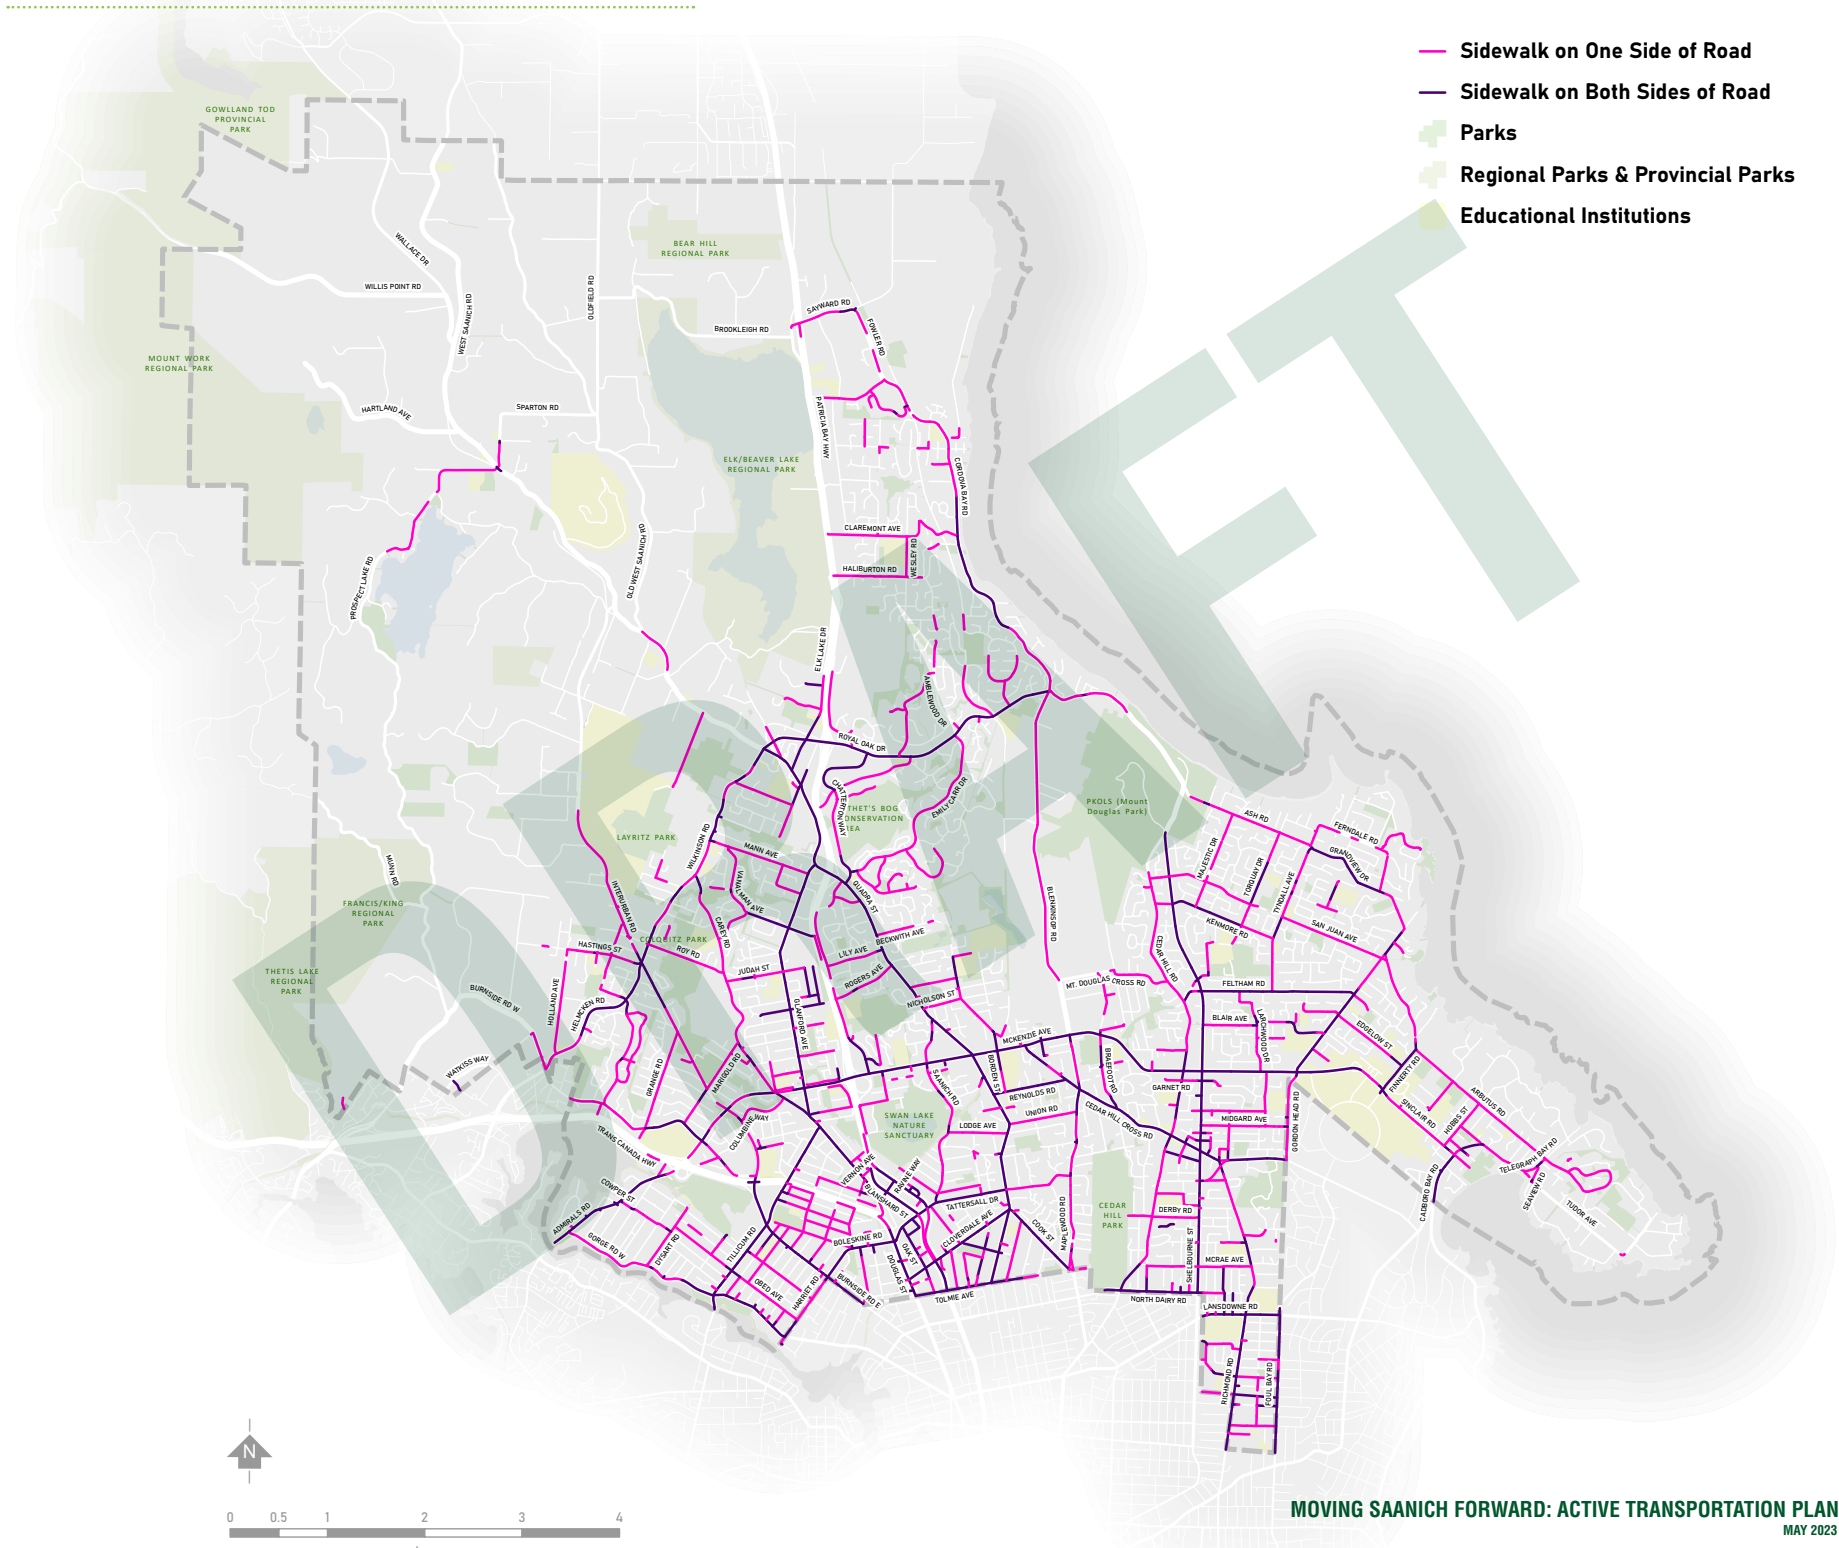 Sidewalk on One Side of Road
Sidewalk on Both Sides of Road
Parks
Regional Parks & Provincial Parks
Educational Institutions
GOWLLAND TOD
PROVINCIAL
PARK
BEAR HILL
REGIONAL PARK
WALLACE DR
WILLIS POINT RD
WEST SAANICH RD
OLDFIELD RD
BROOKLEIGH RD
SAYWARD RD
FOWLER RD
MOUNT WORK
REGIONAL PARK
HARTLAND AVE
SPARTON RD
PATRICIA BAY HWY
ELK/BEAVER LAKE
REGIONAL PARK
CORDOVA BAY RD
CLAREMONT AVE
WESLEY RD
HALIBURTON RD
PROSPECT LAKE RD
OLD WEST SAANICH RD
ELK LAKE DR
AMBLEWOOD DR
ROYAL OAK DR
CHATTERTON WAY
EMILY CARR DR
THET'S BOG
ONSERVATION
EA
PKOLS (Mount
Douglas Park)
LAYRITZ PARK
WILKINSON RD
MANN AVE
MUNN RD
INTERURBAN RD
QUADRA ST
BLENKINSOP RD
ASH RD
FERNDALE RD
GRANDVIEW DR
MAJESTIC DR
TORQUAY DR
TYNDALL AVE
KENMORE RD
SAN JUAN AVE
FRANCIS/KING
REGIONAL
PARK
COLQUITZ PARK
CAREY RD
HASTINGS ST
ROY RD
JUDAH ST
LILY AVE
BECKWITH AVE
ROGERS AVE
NICHOLSON ST
CEDAR HILL RD
MT. DOUGLAS CROSS RD
FELTHAM RD
THETIS LAKE
REGIONAL
PARK
BURNSIDE RD W
HOLLAND AVE
HELMCKEN RD
GLANFORD AVE
BLAIR AVE
LARCHWOOD DR
EDGELOW ST
MCKENZIE AVE
WATKISS WAY
GRANGE RD
MARIGOLD RD
SAANICH RD
BORDEN ST
REYNOLDS RD
BRAEFOOT RD
GARNET RD
FINNERTY RD
ARBUTUS RD
SINCLAIR RD
HOBBS ST
COLUMBINE WAY
SWAN LAKE
NATURE
SANCTUARY
UNION RD
LODGE AVE
CEDAR HILL CROSS RD
MIDGARD AVE
GORDON HEAD RD
TRANS CANADA HWY
VERNON AVE
RAVINE WAY
BLANSHARD ST
TATTERSALL DR
CLOVERDALE AVE
COOK ST
MAPLEWOOD RD
CEDAR
HILL
PARK
DERBY RD
SHELBOURNE ST
CADBORO BAY RD
TELEGRAPH BAY RD
SEAVIEW RD
TUDOR AVE
COWPER ST
ADMIRALS RD
GORGE RD W
DYSART RD
TILLICUM RD
BOLESKINE RD
OAK ST
DOUGLAS ST
OBED AVE
HARRIET RD
BURNSIDE RD E
TOLMIE AVE
MCRAE AVE
NORTH DAIRY RD
LANSDOWNE RD
RICHMOND RD
FOUL BAY RD
N
0 0.5 1 2 3 4
MOVING SAANICH FORWARD: ACTIVE TRANSPORTATION PLAN
MAY 2023